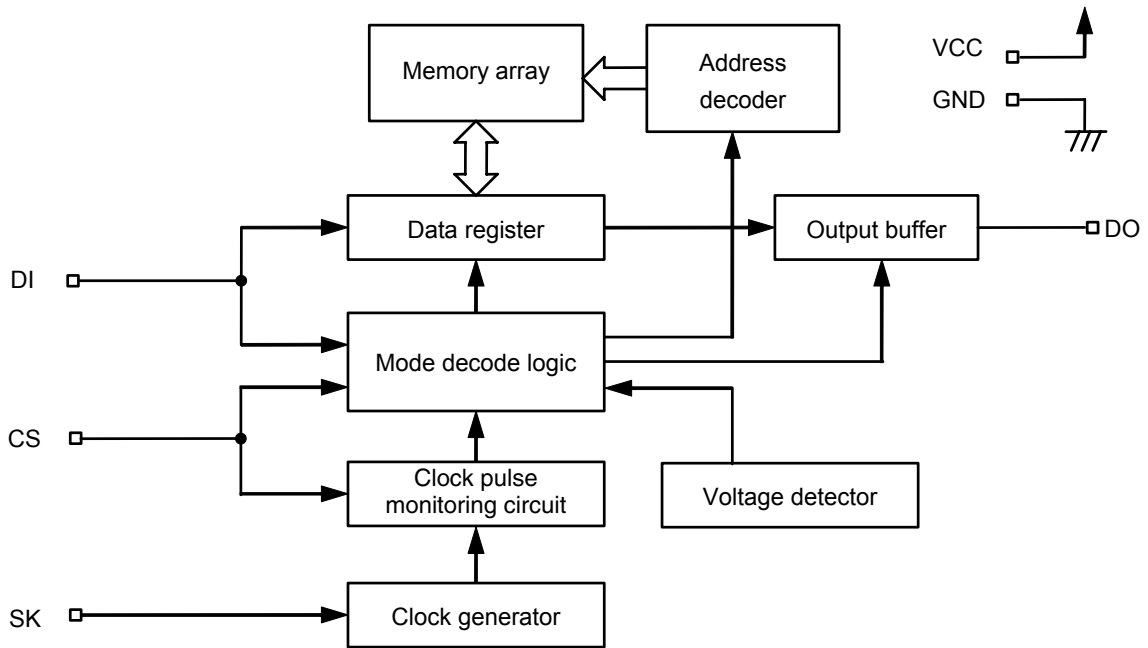 Memory array
Address
decoder
VCC
GND
Data register
Output buffer
DO
DI
Mode decode logic
CS
Clock pulse
monitoring circuit
Voltage detector
SK
Clock generator